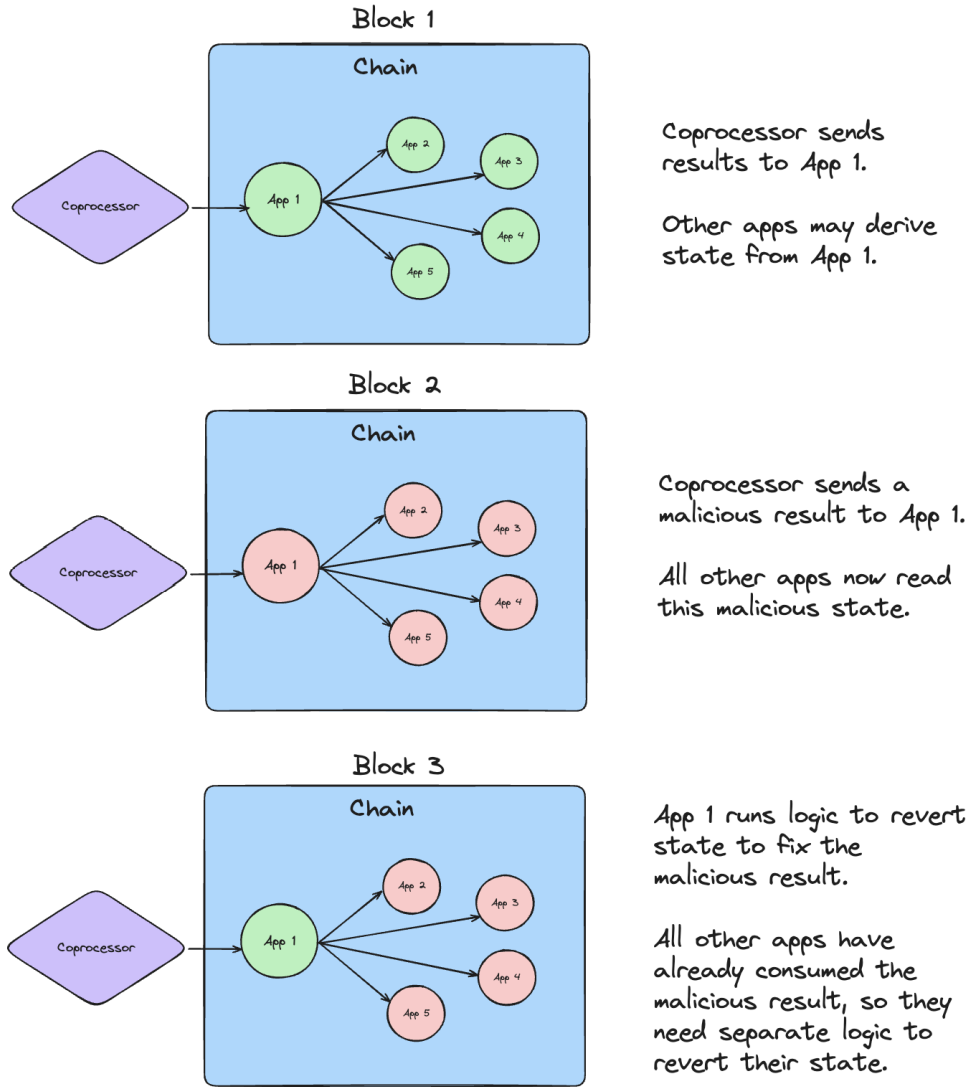 Block 1
Chain
Coprocessor
App 1
App 2
App 3
App 4
App 5
Coprocessor sends
results to App 1.
Other apps may derive
state from App 1.
Block 2
Chain
Coprocessor
App 1
App 2
App 3
App 4
App 5
Coprocessor sends a
malicious result to App 1.
All other apps now read
this malicious state.
Block 3
Chain
Coprocessor
App 1
App 2
App 3
App 4
App 5
App 1 runs logic to revert
state to fix the
malicious result.
All other apps have
already consumed the
malicious result, so they
need separate logic to
revert their state.